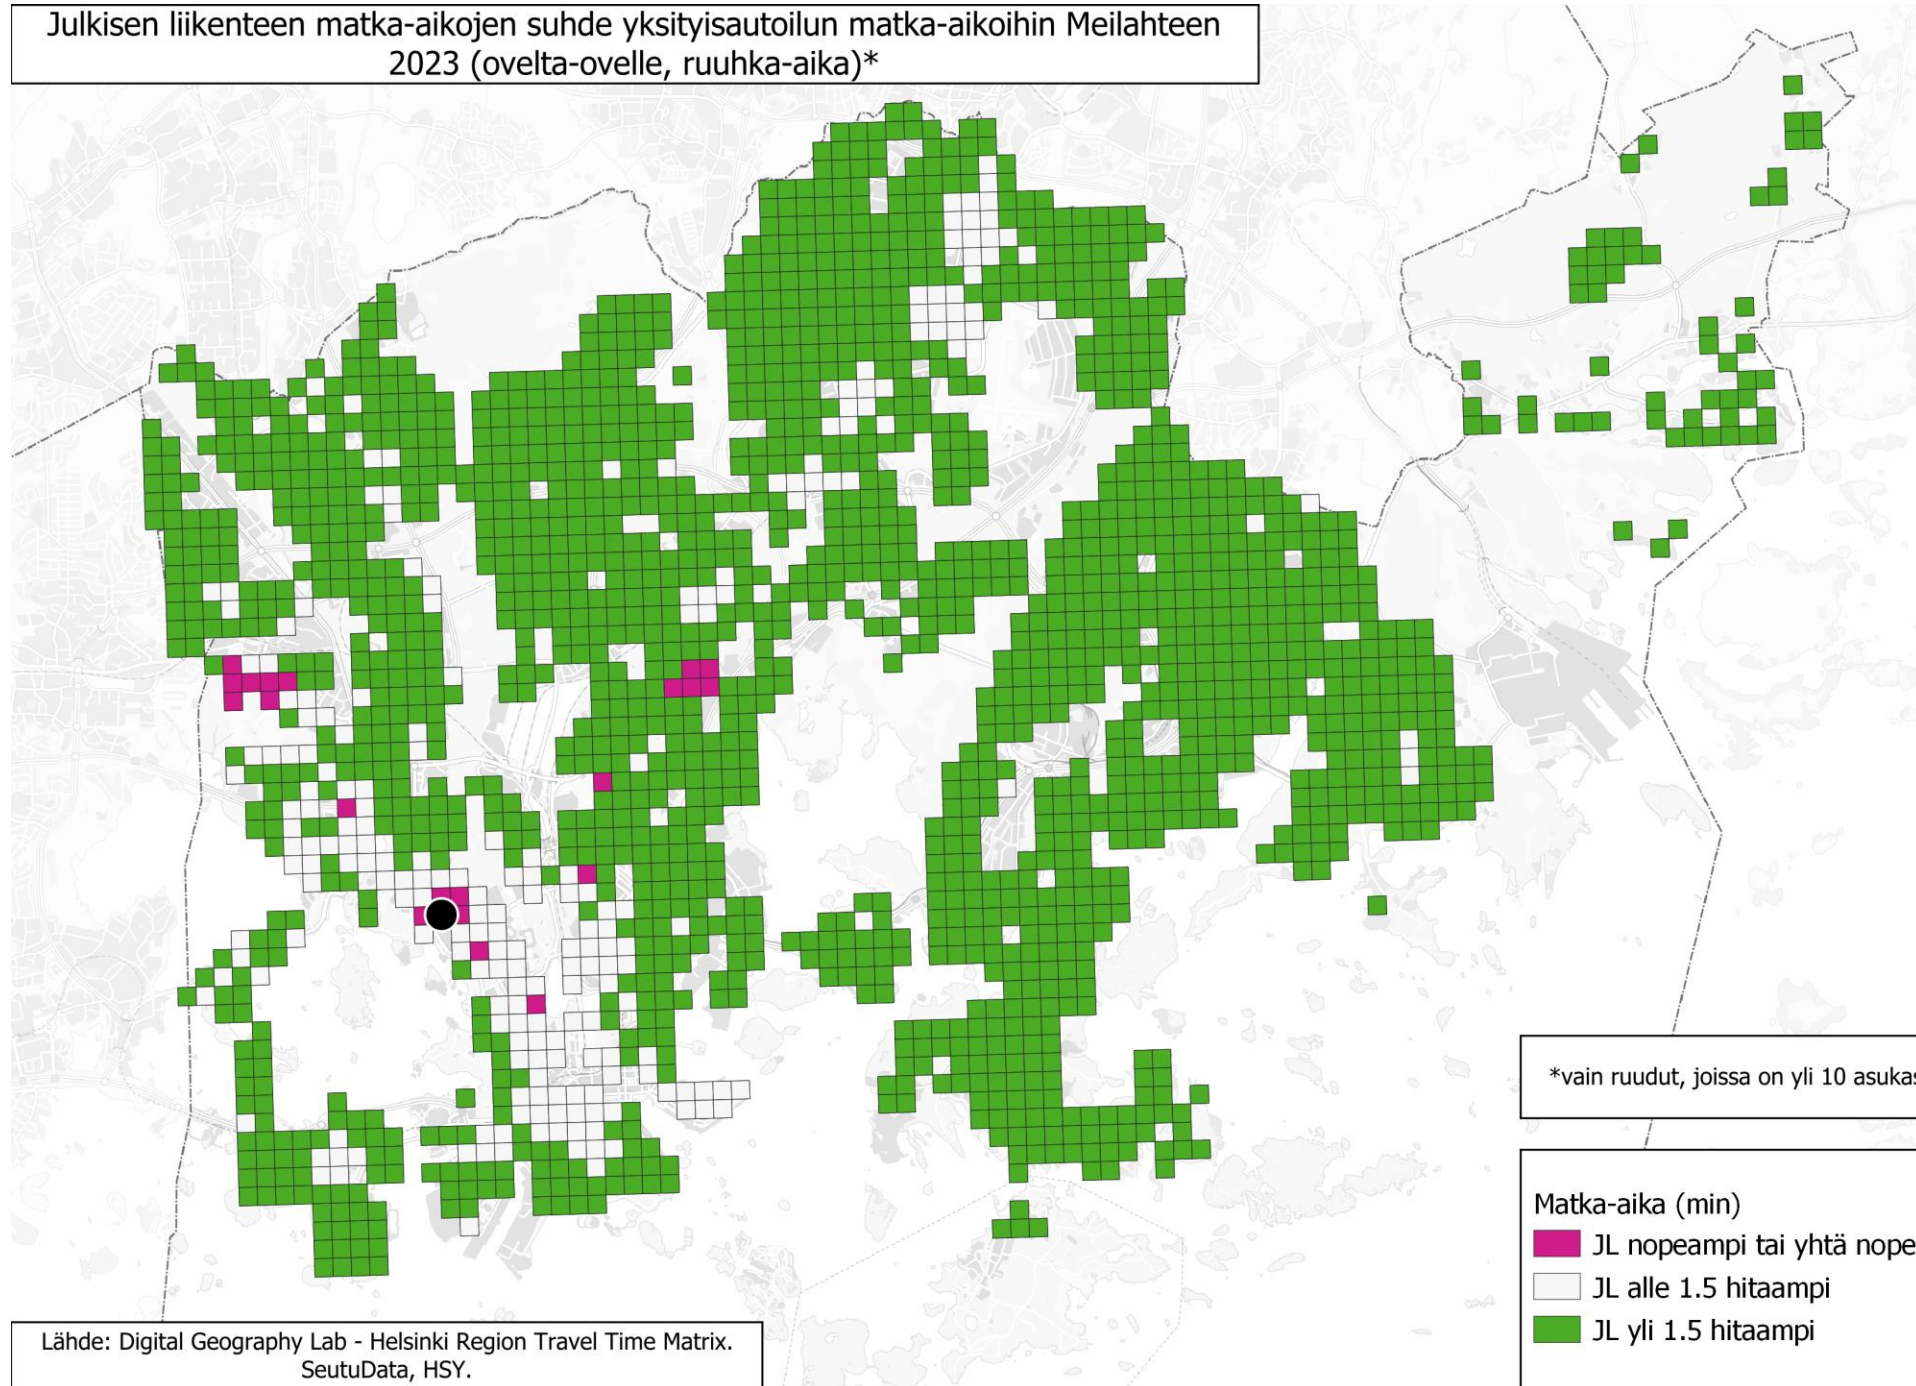 Julkisen liikenteen matka-aikojen suhde yksityisautoilun matka-aikoihin Meilahteen
2023 (ovelta-ovelle, ruuhka-aika)*
*vain ruudut, joissa on yli 10 asukas
Matka-aika (min)
JL nopeampi tai yhtä nope
JL alle 1.5 hitaampi
JL yli 1.5 hitaampi
Lähde: Digital Geography Lab - Helsinki Region Travel Time Matrix.
SeutuData, HSY.